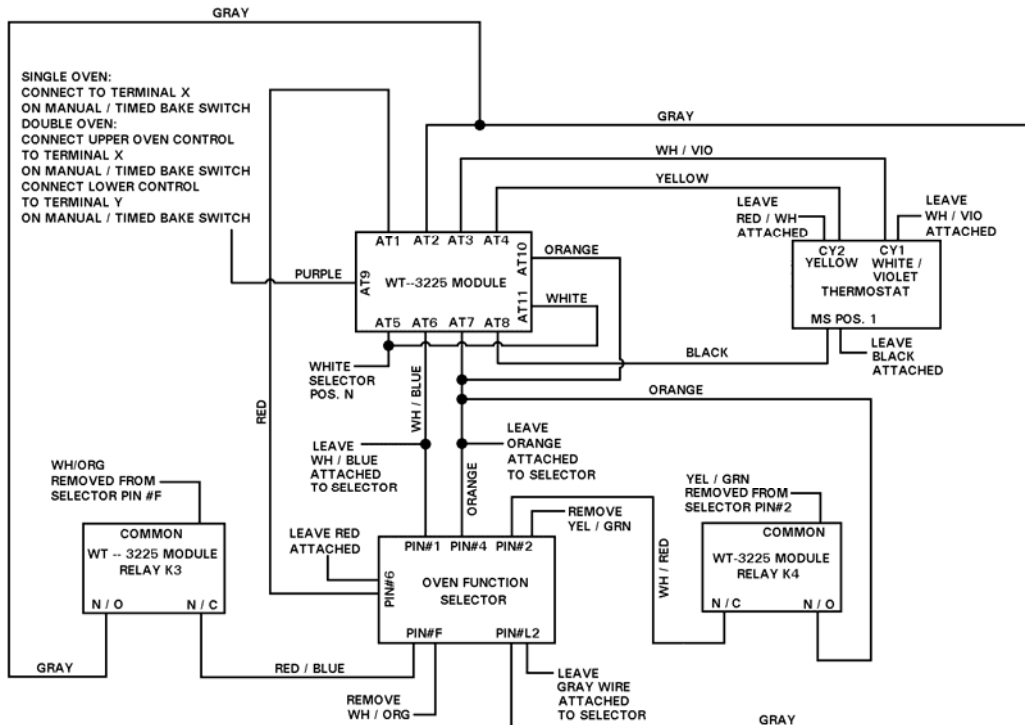 GRAY
SINGLE OVEN:
CONNECT TO TERMINAL X
ON MANUAL / TIMED BAKE SWITCH
DOUBLE OVEN:
CONNECT UPPER OVEN CONTROL
TO TERMINAL X
ON MANUAL / TIMED BAKE SWITCH
CONNECT LOWER CONTROL
TO TERMINAL Y
ON MANUAL / TIMED BAKE SWITCH
GRAY
WH / VIO
YELLOW
LEAVE
RED / WH
ATTACHED
LEAVE
WH / VIO
ATTACHED
AT1 AT2 AT3 AT4
AT9
AT10
AT11
WT--3225 MODULE
AT5 AT6 AT7 AT8
PURPLE
ORANGE
WHITE
CY2 CY1
YELLOW WHITE /
VIOLET
THERMOSTAT
MS POS. 1
LEAVE
BLACK
ATTACHED
BLACK
ORANGE
WHITE
SELECTOR
POS. N
RED
WH / BLUE
ORANGE
LEAVE
WH / BLUE
ATTACHED
TO SELECTOR
LEAVE
ORANGE
ATTACHED
TO SELECTOR
WH/ORG
REMOVED FROM
SELECTOR PIN #F
COMMON
WT -- 3225 MODULE
RELAY K3
N / O N / C
LEAVE RED
ATTACHED
REMOVE
YEL / GRN
PIN#1 PIN#4 PIN#2
PIN#6
OVEN FUNCTION
SELECTOR
PIN#F PIN#L2
WH / RED
YEL / GRN
REMOVED FROM
SELECTOR PIN#2
COMMON
WT-3225 MODULE
RELAY K4
N / C N / O
GRAY
RED / BLUE
REMOVE
WH / ORG
LEAVE
GRAY WIRE
ATTACHED
TO SELECTOR
GRAY